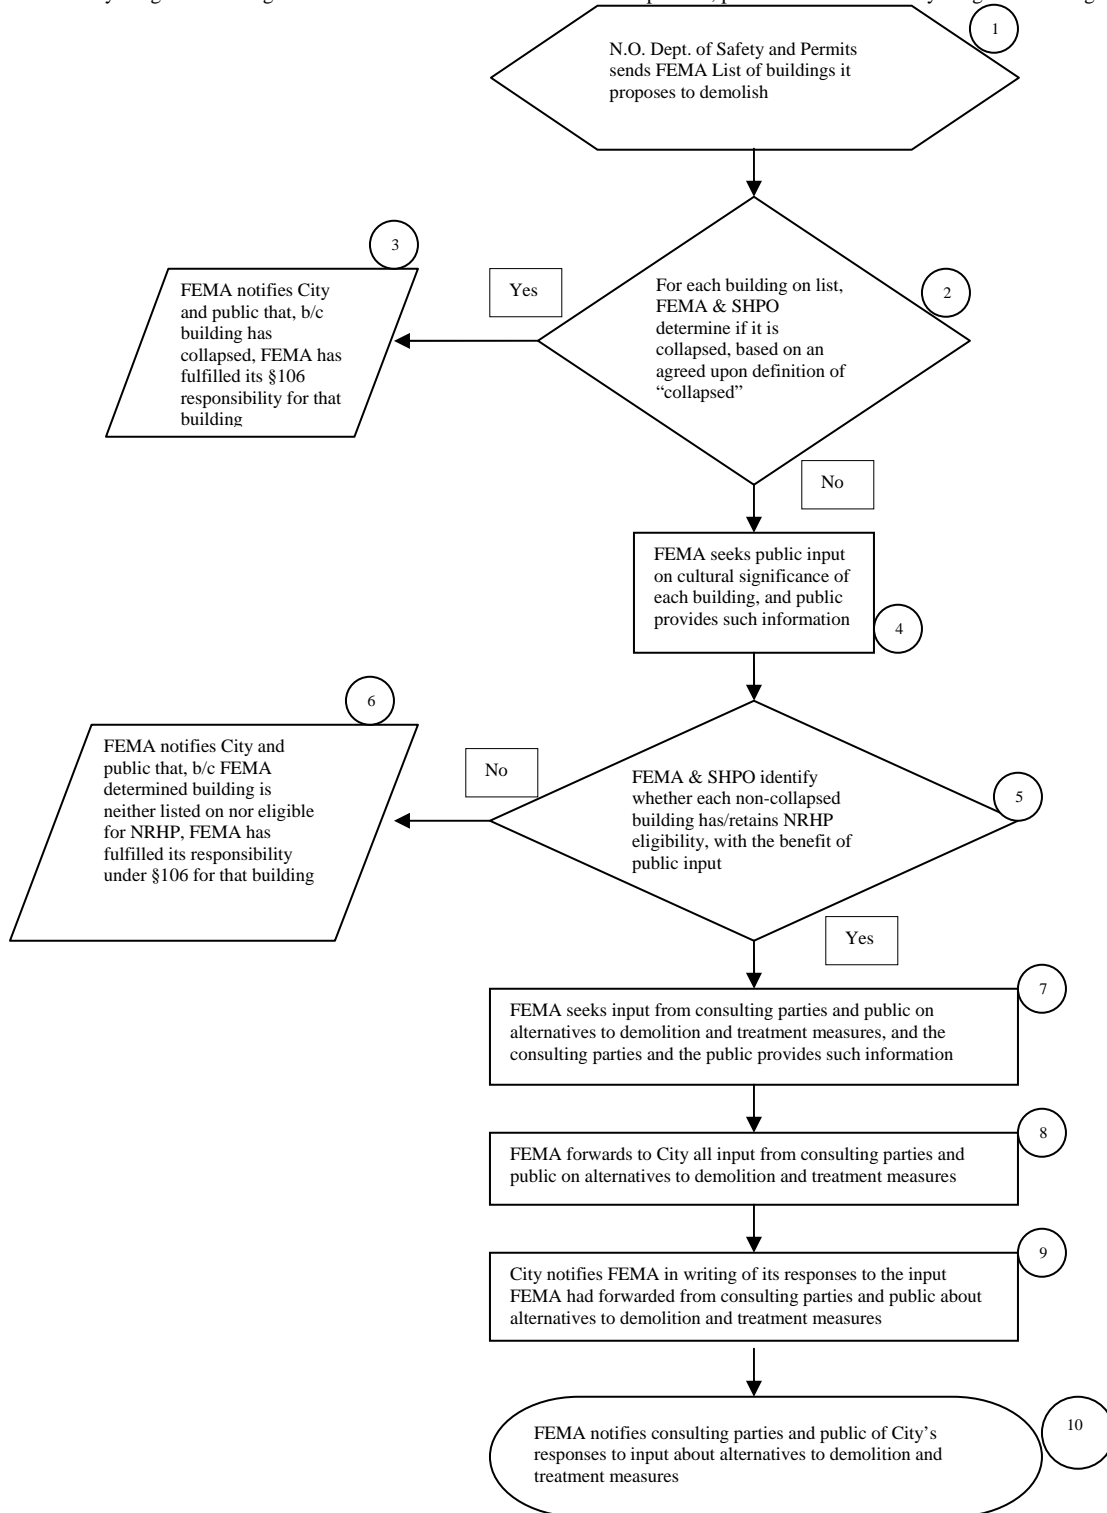 1
N.O. Dept. of Safety and Permits
sends FEMA List of buildings it
proposes to demolish
3
Yes
2
FEMA notifies City
and public that, b/c
building has
collapsed, FEMA has
fulfilled its §106
responsibility for that
building
For each building on list,
FEMA & SHPO
determine if it is
collapsed, based on an
agreed upon definition of
“collapsed”
No
FEMA seeks public input
on cultural significance of
each building, and public
provides such information
4
6
FEMA notifies City and
public that, b/c FEMA
determined building is
neither listed on nor eligible
for NRHP, FEMA has
fulfilled its responsibility
under §106 for that building
No
FEMA & SHPO identify
whether each non-collapsed
building has/retains NRHP
eligibility, with the benefit of
public input
5
Yes
7
FEMA seeks input from consulting parties and public on
alternatives to demolition and treatment measures, and the
consulting parties and the public provides such information
8
FEMA forwards to City all input from consulting parties and
public on alternatives to demolition and treatment measures
9
City notifies FEMA in writing of its responses to the input
FEMA had forwarded from consulting parties and public about
alternatives to demolition and treatment measures
10
FEMA notifies consulting parties and public of City’s
responses to input about alternatives to demolition and
treatment measures